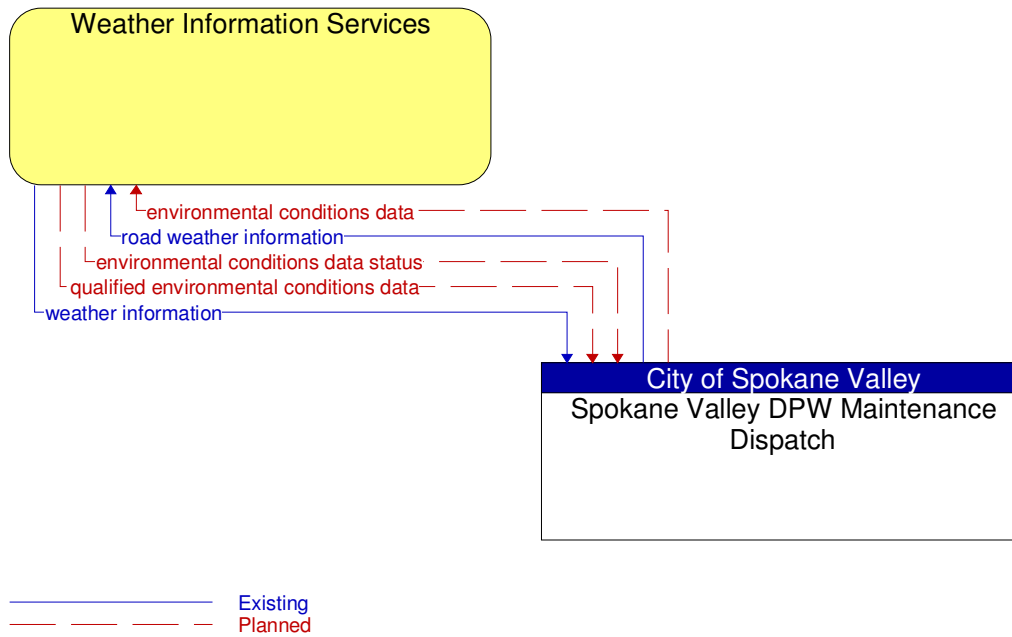 Weather Information Services
environmental conditions data
road weather information
environmental conditions data status
qualified environmental conditions data
weather information
City of Spokane Valley
Spokane Valley DPW Maintenance
Dispatch
Existing
Planned